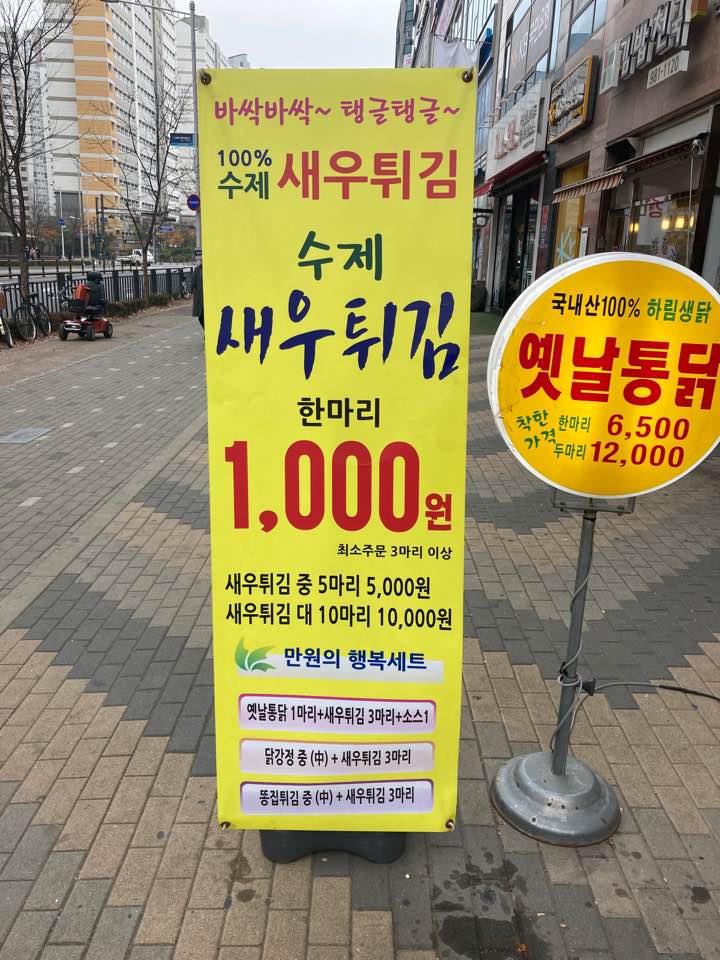 바싹바싹~ 탱글탱글~
100%
수제 새우튀김
수제
새우튀김
한마리
1,000원
최소주문 3마리 이상
새우튀김 중 5마리 5,000원
새우튀김 대 10마리 10,000원
만원의 행복세트
옛날통닭 1마리+새우튀김 3마리+소스1
닭강정 중 (中) + 새우튀김 3마리
똥집튀김 중 (中) + 새우튀김 3마리
국내산100% 하림생닭
옛날통닭
착한
가격
한마리 6,500
두마리 12,000
김밥천국
981-1120